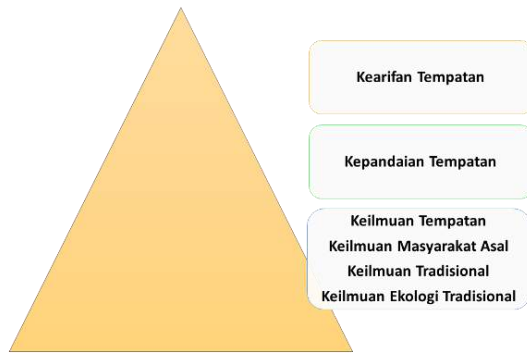 Kearifan Tempatan
Kepandaian Tempatan
Keilmuan Tempatan
Keilmuan Masyarakat Asal
Keilmuan Tradisional
Keilmuan Ekologi Tradisional